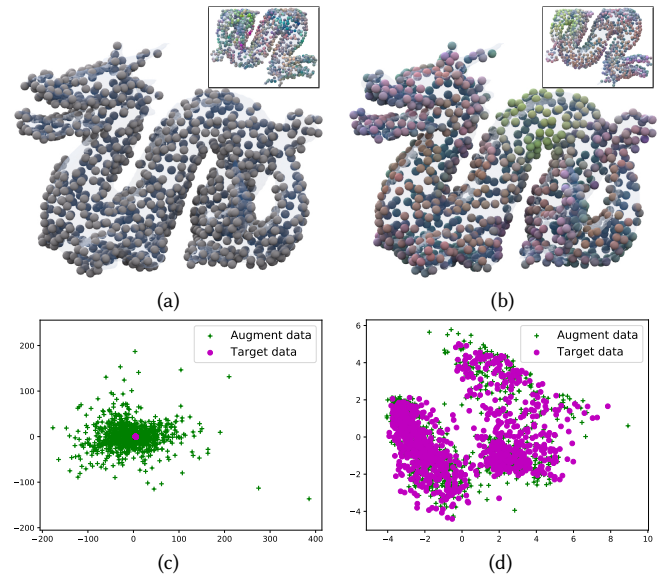 (a)
(b)
Augment data
Target data
200
100
0
−100
−200
−200 −100 0 100 200 300 400
(c)
Augment data
Target data
6
4
2
0
−2
−4
−4 −2 0 2 4 6 8 10
(d)